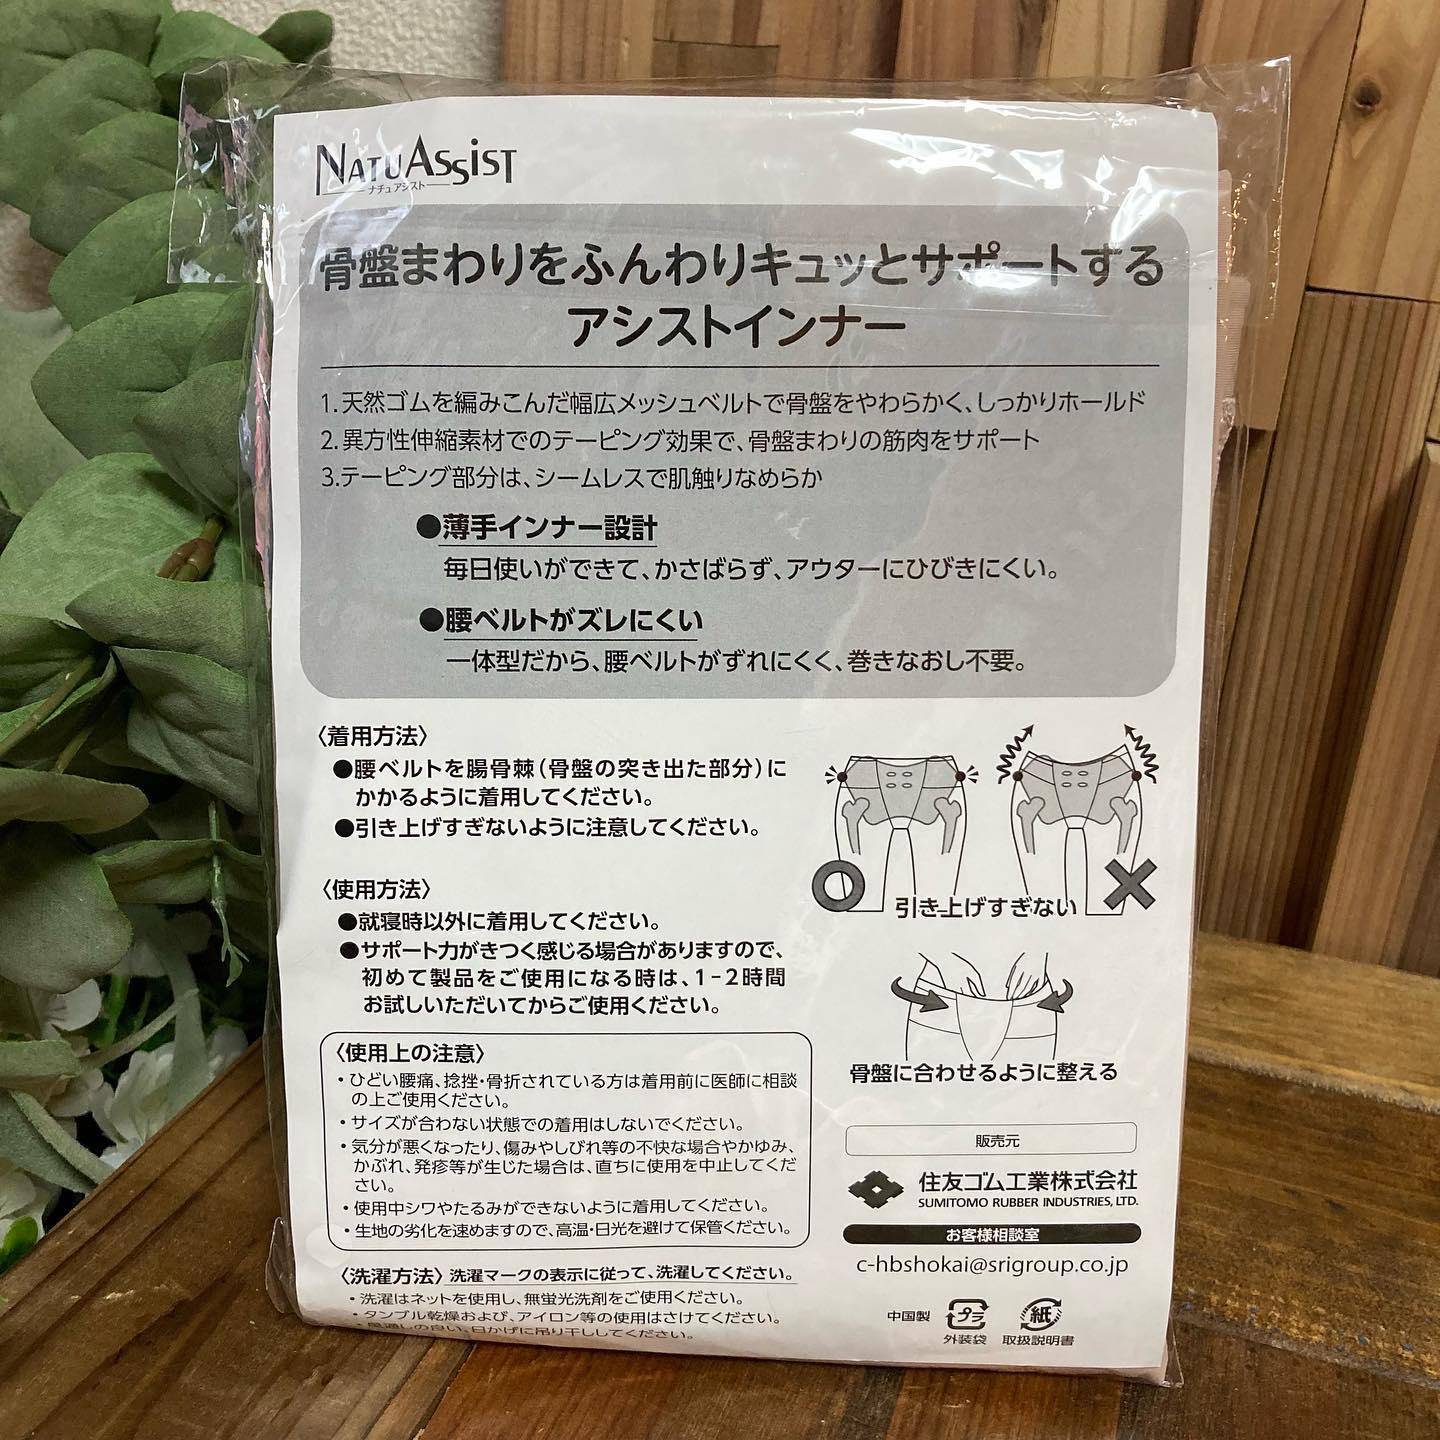 NATUASSIST
ナチュアシスト
骨盤まわりをふんわりキュッとサポートする
アシストインナー
1.天然ゴムを編みこんだ幅広メッシュベルトで骨盤をやわらかく、しっかりホールド
2.異方性伸縮素材でのテーピング効果で、骨盤まわりの筋肉をサポート
3.テーピング部分は、シームレスで肌触りなめらか
●薄手インナー設計
毎日使いができて、かさばらず、アウターにひびきにくい。
●腰ベルトがズレにくい
一体型だから、腰ベルトがずれにくく、巻きなおし不要。
〈着用方法〉
●腰ベルトを腸骨棘(骨盤の突き出た部分)に
かかるように着用してください。
●引き上げすぎないように注意してください。
引き上げすぎない
〈使用方法〉
●就寝時以外に着用してください。
●サポート力がきつく感じる場合がありますので、
初めて製品をご使用になる時は、1-2時間
お試しいただいてからご使用ください。
骨盤に合わせるように整える
〈使用上の注意〉
・ひどい腰痛、捻挫・骨折されている方は着用前に医師に相談
の上ご使用ください。
・サイズが合わない状態での着用はしないでください。
・気分が悪くなったり、傷みやしびれ等の不快な場合やかゆみ、
かぶれ、発疹等が生じた場合は、直ちに使用を中止してくだ
さい。
・使用中シワやたるみができないように着用してください。
・生地の劣化を速めますので、高温・日光を避けて保管ください。
〈洗濯方法〉洗濯マークの表示に従って、洗濯してください。
・洗濯はネットを使用し、無蛍光洗剤をご使用ください。
・タンブル乾燥および、アイロン等の使用はさけてください。
・風通しの良い、日かげに吊り干ししてください。
販売元
住友ゴム工業株式会社
SUMITOMO RUBBER INDUSTRIES, LTD.
お客様相談室
c-hbshokai@srigroup.co.jp
中国製
プラ
外装袋
紙
取扱説明書